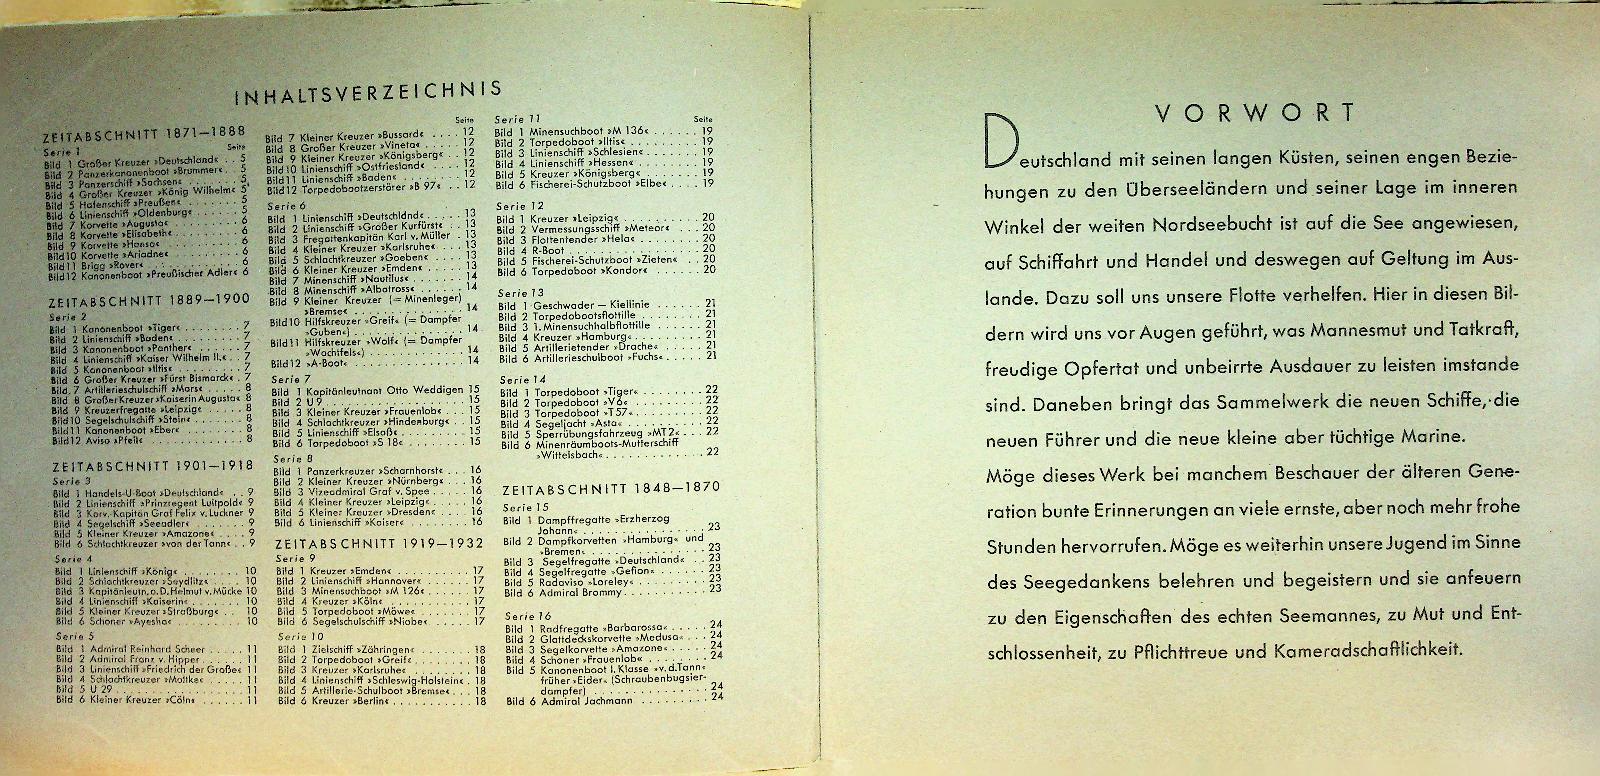 INHALTSVERZEICHNIS
ZEITABSCHNITT 1871—1888
Serie 1 Seite
Bild 1 Großer Kreuzer »Deutschland« . . 5
Bild 2 Panzerkanonenboot »Brummer« . 5
Bild 3 Panzerschiff »Sachsen« . . . . . 5
Bild 4 Großer Kreuzer »König Wilhelm« 5
Bild 5 Hafenschiff »Preußen« . . . . . 5
Bild 6 Linienschiff »Oldenburg« . . . . 5
Bild 7 Korvette »Augusta« . . . . . . 6
Bild 8 Korvette »Elisabeth« . . . . . . 6
Bild 9 Korvette »Hansa« . . . . . . . 6
Bild 10 Korvette »Ariadne« . . . . . . 6
Bild 11 Brigg »Rover« . . . . . . . . 6
Bild 12 Kanonenboot »Preußischer Adler« 6
ZEITABSCHNITT 1889—1900
Serie 2
Bild 1 Kanonenboot »Tiger« . . . . . . 7
Bild 2 Linienschiff »Baden« . . . . . . 7
Bild 3 Kanonenboot »Panther« . . . . 7
Bild 4 Linienschiff »Kaiser Wilhelm II.« . 7
Bild 5 Kanonenboot »Iltis« . . . . . . 7
Bild 6 Großer Kreuzer »Fürst Bismarck« . 7
Bild 7 Artillerieschulschiff »Mars« . . . 8
Bild 8 Großer Kreuzer »Kaiserin Augusta« 8
Bild 9 Kreuzerfregatte »Leipzig« . . . . 8
Bild 10 Segelschulschiff »Stein« . . . . 8
Bild 11 Kanonenboot »Eber« . . . . . 8
Bild 12 Aviso »Pfeil« . . . . . . . . . 8
ZEITABSCHNITT 1901—1918
Serie 3
Bild 1 Handels-U-Boot »Deutschland« . . 9
Bild 2 Linienschiff »Prinzregent Luitpold« 9
Bild 3 Korv. Kapitän Graf Felix v. Luckner 9
Bild 4 Segelschiff »Seeadler« . . . . . 9
Bild 5 Kleiner Kreuzer »Amazone« . . . 9
Bild 6 Schlachtkreuzer »von der Tann« . . 9
Serie 4
Bild 1 Linienschiff »König« . . . . . . 10
Bild 2 Schlachtkreuzer »Seydlitz« . . . . 10
Bild 3 Kapitänleutn. a. D. Helmut v. Mücke 10
Bild 4 Linienschiff »Kaiserin« . . . . . 10
Bild 5 Kleiner Kreuzer »Straßburg« . . . 10
Bild 6 Schoner »Ayesha« . . . . . . . 10
Serie 5
Bild 1 Admiral Reinhard Scheer . . . . 11
Bild 2 Admiral Franz v. Hipper . . . . . 11
Bild 3 Linienschiff »Friedrich der Große« 11
Bild 4 Schlachtkreuzer »Moltke« . . . . 11
Bild 5 U 29 . . . . . . . . . . . . . 11
Bild 6 Kleiner Kreuzer »Cöln« . . . . . 11
Seite
Bild 7 Kleiner Kreuzer »Bussard« . . . . 12
Bild 8 Großer Kreuzer »Vineta« . . . . 12
Bild 9 Kleiner Kreuzer »Königsberg« . . 12
Bild 10 Linienschiff »Ostfriesland« . . . 12
Bild 11 Linienschiff »Baden« . . . . . . 12
Bild 12 Torpedobootzerstörer »B 97« . . 12
Serie 6
Bild 1 Linienschiff »Deutschland« . . . . 13
Bild 2 Linienschiff »Großer Kurfürst« . . 13
Bild 3 Fregattenkapitän Karl v. Müller . . 13
Bild 4 Kleiner Kreuzer »Karlsruhe« . . . 13
Bild 5 Schlachtkreuzer »Goeben« . . . . 13
Bild 6 Kleiner Kreuzer »Emden« . . . . 13
Bild 7 Minenschiff »Nautilus« . . . . . 14
Bild 8 Minenschiff »Albatross« . . . . . 14
Bild 9 Kleiner Kreuzer (= Minenleger)
»Bremse« . . . . . . . . . . . 14
Bild 10 Hilfskreuzer »Greif« (= Dampfer
»Guben«) . . . . . . . . . . . 14
Bild 11 Hilfskreuzer »Wolf« (= Dampfer
»Wachtfels«) . . . . . . . . . . 14
Bild 12 »A-Boot« . . . . . . . . . . . 14
Serie 7
Bild 1 Kapitänleutnant Otto Weddigen 15
Bild 2 U 9 . . . . . . . . . . . . . 15
Bild 3 Kleiner Kreuzer »Frauenlob« . . . 15
Bild 4 Schlachtkreuzer »Hindenburg« . . 15
Bild 5 Linienschiff »Elsaß« . . . . . . 15
Bild 6 Torpedoboot »S 18« . . . . . . 15
Serie 8
Bild 1 Panzerkreuzer »Scharnhorst« . . . 16
Bild 2 Kleiner Kreuzer »Nürnberg« . . . 16
Bild 3 Vizeadmiral Graf v. Spee . . . . 16
Bild 4 Kleiner Kreuzer »Leipzig« . . . . 16
Bild 5 Kleiner Kreuzer »Dresden« . . . . 16
Bild 6 Linienschiff »Kaiser« . . . . . . 16
ZEITABSCHNITT 1919—1932
Serie 9
Bild 1 Kreuzer »Emden« . . . . . . . 17
Bild 2 Linienschiff »Hannover« . . . . . 17
Bild 3 Minensuchboot »M 126« . . . . . 17
Bild 4 Kreuzer »Köln« . . . . . . . . 17
Bild 5 Torpedoboot »Möwe« . . . . . . 17
Bild 6 Segelschulschiff »Niobe« . . . . . 17
Serie 10
Bild 1 Zielschiff »Zähringen« . . . . . . 18
Bild 2 Torpedoboot »Greif« . . . . . . 18
Bild 3 Kreuzer »Karlsruhe« . . . . . . 18
Bild 4 Linienschiff »Schleswig-Holstein« . 18
Bild 5 Artillerie-Schulboot »Bremse« . . . 18
Bild 6 Kreuzer »Berlin« . . . . . . . . 18
Serie 11 Seite
Bild 1 Minensuchboot »M 136« . . . . . . 19
Bild 2 Torpedoboot »Iltis« . . . . . . . 19
Bild 3 Linienschiff »Schlesien« . . . . . 19
Bild 4 Linienschiff »Hessen« . . . . . . 19
Bild 5 Kreuzer »Königsberg« . . . . . . 19
Bild 6 Fischerei-Schutzboot »Elbe« . . . . 19
Serie 12
Bild 1 Kreuzer »Leipzig« . . . . . . . . 20
Bild 2 Vermessungsschiff »Meteor« . . . . 20
Bild 3 Flottentender »Hela« . . . . . . . 20
Bild 4 R-Boot . . . . . . . . . . . . . 20
Bild 5 Fischerei-Schutzboot »Zieten« . . . 20
Bild 6 Torpedoboot »Kondor« . . . . . . 20
Serie 13
Bild 1 Geschwader — Kiellinie . . . . . . 21
Bild 2 Torpedobootsflottille . . . . . . . 21
Bild 3 1. Minensuchhalbflottille . . . . . 21
Bild 4 Kreuzer »Hamburg« . . . . . . . 21
Bild 5 Artillerietender »Drache« . . . . . 21
Bild 6 Artillerieschulboot »Fuchs« . . . . 21
Serie 14
Bild 1 Torpedoboot »Tiger« . . . . . . . 22
Bild 2 Torpedoboot »V6« . . . . . . . . 22
Bild 3 Torpedoboot »T 57« . . . . . . . 22
Bild 4 Segeljacht »Asta« . . . . . . . . 22
Bild 5 Sperrübungsfahrzeug »MT 2« . . . 22
Bild 6 Minenräumboots-Mutterschiff
»Wittelsbach« . . . . . . . . . . 22
ZEITABSCHNITT 1848—1870
Serie 15
Bild 1 Dampffregatte »Erzherzog
Johann« . . . . . . . . . . . . 23
Bild 2 Dampfkorvetten »Hamburg« und
»Bremen« . . . . . . . . . . . 23
Bild 3 Segelfregatte »Deutschland« . . . 23
Bild 4 Segelfregatte »Gefion« . . . . . . 23
Bild 5 Radaviso »Loreley« . . . . . . . 23
Bild 6 Admiral Brommy . . . . . . . . 23
Serie 16
Bild 1 Radfregatte »Barbarossa« . . . . 24
Bild 2 Glattdeckskorvette »Medusa« . . . 24
Bild 3 Segelkorvette »Amazone« . . . . 24
Bild 4 Schoner »Frauenlob« . . . . . . 24
Bild 5 Kanonenboot I. Klasse »v. d. Tann«
früher »Eider« (Schraubenbugsier-
dampfer) . . . . . . . . . . . . 24
Bild 6 Admiral Jachmann . . . . . . . 24
VORWORT
Deutschland mit seinen langen Küsten, seinen engen Bezie-
hungen zu den Überseeländern und seiner Lage im inneren
Winkel der weiten Nordseebucht ist auf die See angewiesen,
auf Schiffahrt und Handel und deswegen auf Geltung im Aus-
lande. Dazu soll uns unsere Flotte verhelfen. Hier in diesen Bil-
dern wird uns vor Augen geführt, was Mannesmut und Tatkraft,
freudige Opfertat und unbeirrte Ausdauer zu leisten imstande
sind. Daneben bringt das Sammelwerk die neuen Schiffe, die
neuen Führer und die neue kleine aber tüchtige Marine.
Möge dieses Werk bei manchem Beschauer der älteren Gene-
ration bunte Erinnerungen an viele ernste, aber noch mehr frohe
Stunden hervorrufen. Möge es weiterhin unsere Jugend im Sinne
des Seegedankens belehren und begeistern und sie anfeuern
zu den Eigenschaften des echten Seemannes, zu Mut und Ent-
schlossenheit, zu Pflichttreue und Kameradschaftlichkeit.